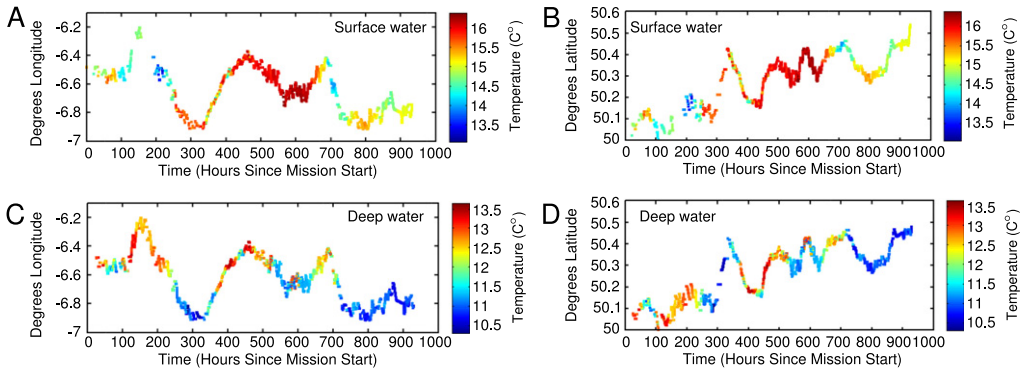 A
Surface water
-6.2
-6.4
-6.6
-6.8
-7
Degrees Longitude
0 100 200 300 400 500 600 700 800 900 1000
Time (Hours Since Mission Start)
16
15.5
15
14.5
14
13.5
Temperature (C°)
B
Surface water
50.6
50.5
50.4
50.3
50.2
50.1
50
Degrees Latitude
0 100 200 300 400 500 600 700 800 900 1000
Time (Hours Since Mission Start)
16
15.5
15
14.5
14
13.5
Temperature (C°)
C
Deep water
-6.2
-6.4
-6.6
-6.8
-7
Degrees Longitude
0 100 200 300 400 500 600 700 800 900 1000
Time (Hours Since Mission Start)
13.5
13
12.5
12
11.5
11
10.5
Temperature (C°)
D
Deep water
50.6
50.5
50.4
50.3
50.2
50.1
50
Degrees Latitude
0 100 200 300 400 500 600 700 800 900 1000
Time (Hours Since Mission Start)
13.5
13
12.5
12
11.5
11
10.5
Temperature (C°)